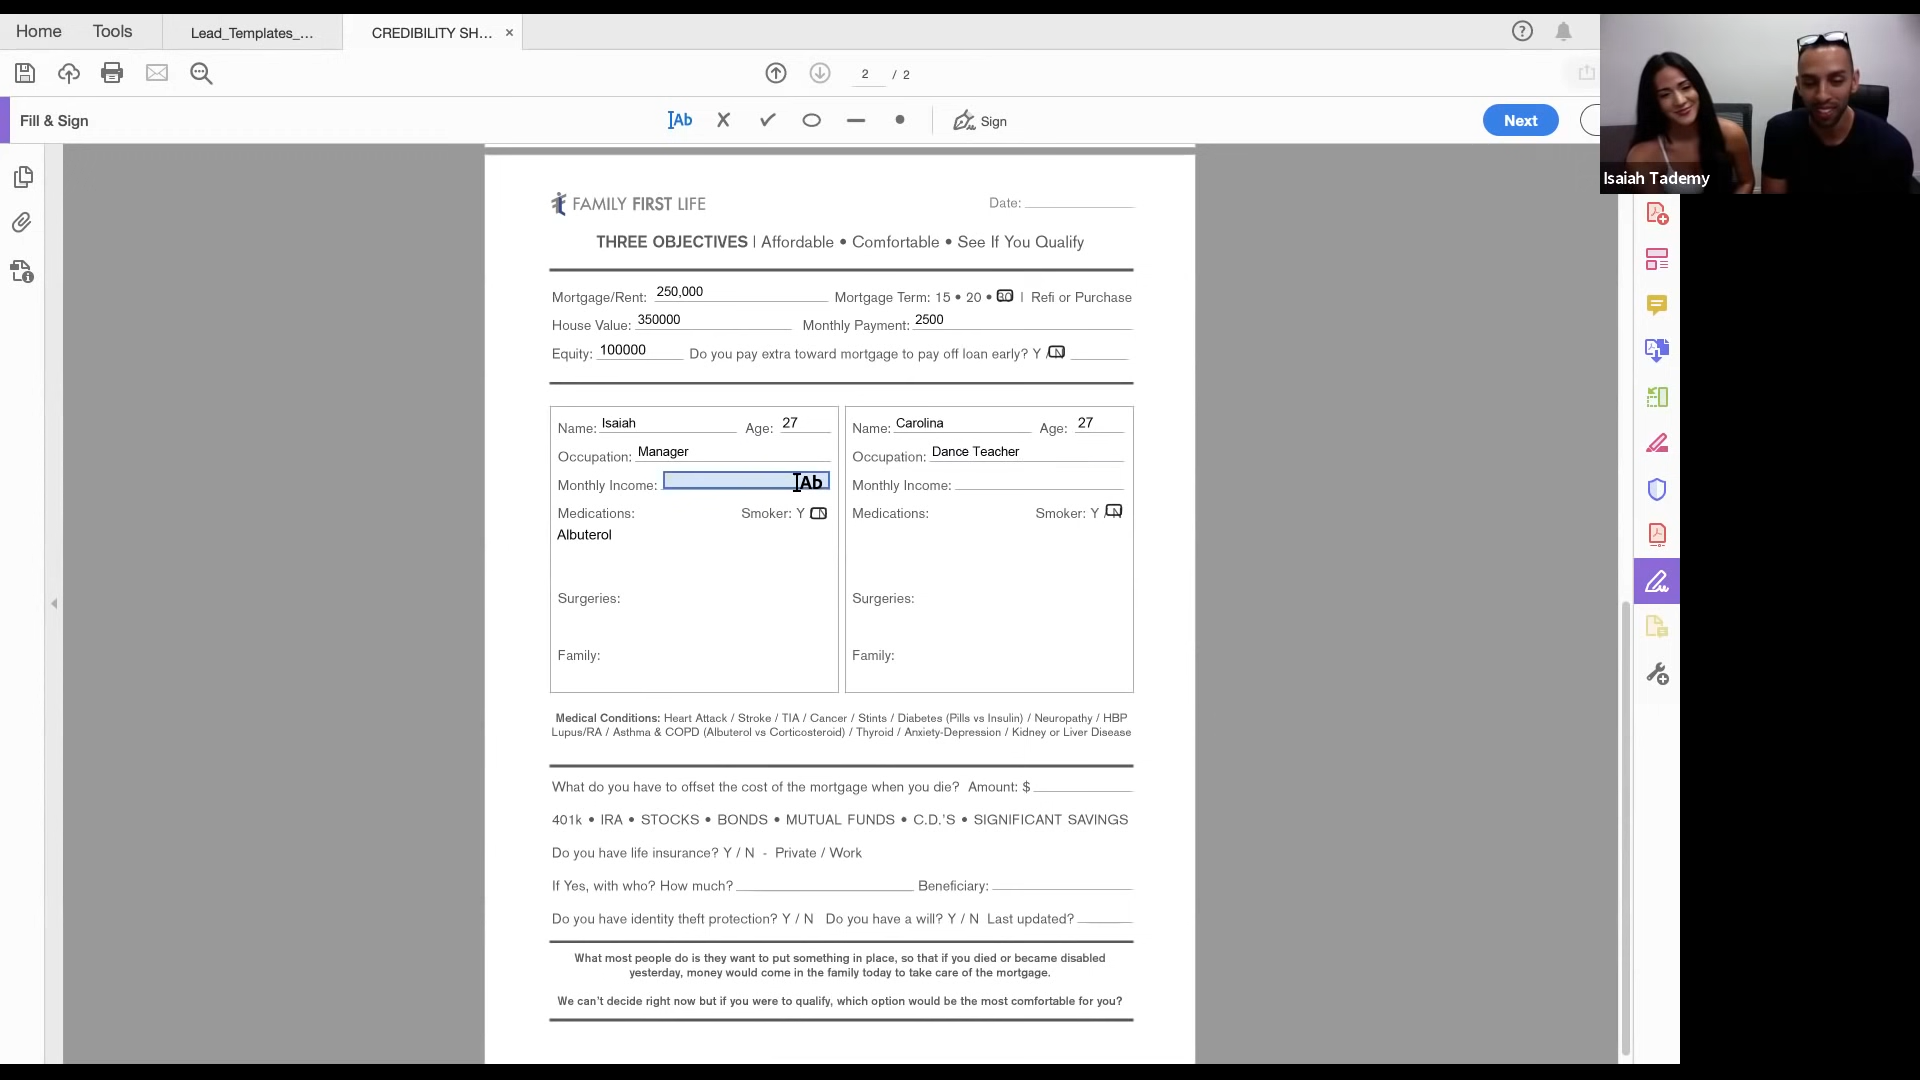 Home Tools Lead_Templates_... CREDIBILITY SH... ×
2 / 2
Fill & Sign Ab Sign Next
Isaiah Tademy
FAMILY FIRST LIFE Date:
THREE OBJECTIVES | Affordable • Comfortable • See If You Qualify
Mortgage/Rent: 250,000 Mortgage Term: 15 • 20 • 30 | Refi or Purchase
House Value: 350000 Monthly Payment: 2500
Equity: 100000 Do you pay extra toward mortgage to pay off loan early? Y / N
Name: Isaiah Age: 27
Occupation: Manager
Monthly Income: Ab
Medications: Smoker: Y / N
Albuterol
Surgeries:
Family:
Name: Carolina Age: 27
Occupation: Dance Teacher
Monthly Income:
Medications: Smoker: Y / N
Surgeries:
Family:
Medical Conditions: Heart Attack / Stroke / TIA / Cancer / Stints / Diabetes (Pills vs Insulin) / Neuropathy / HBP
Lupus/RA / Asthma & COPD (Albuterol vs Corticosteroid) / Thyroid / Anxiety-Depression / Kidney or Liver Disease
What do you have to offset the cost of the mortgage when you die? Amount: $
401k • IRA • STOCKS • BONDS • MUTUAL FUNDS • C.D.'S • SIGNIFICANT SAVINGS
Do you have life insurance? Y / N - Private / Work
If Yes, with who? How much? Beneficiary:
Do you have identity theft protection? Y / N Do you have a will? Y / N Last updated?
What most people do is they want to put something in place, so that if you died or became disabled
yesterday, money would come in the family today to take care of the mortgage.
We can't decide right now but if you were to qualify, which option would be the most comfortable for you?